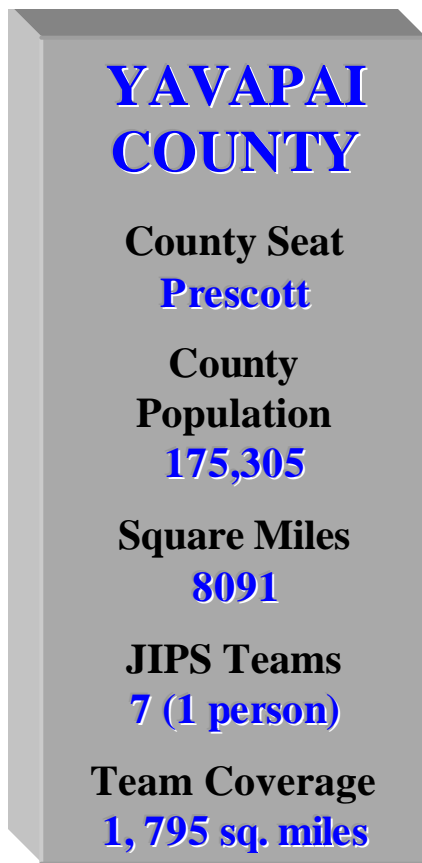 YAVAPAI
COUNTY
County Seat
Prescott
County
Population
175,305
Square Miles
8091
JIPS Teams
7 (1 person)
Team Coverage
1, 795 sq. miles